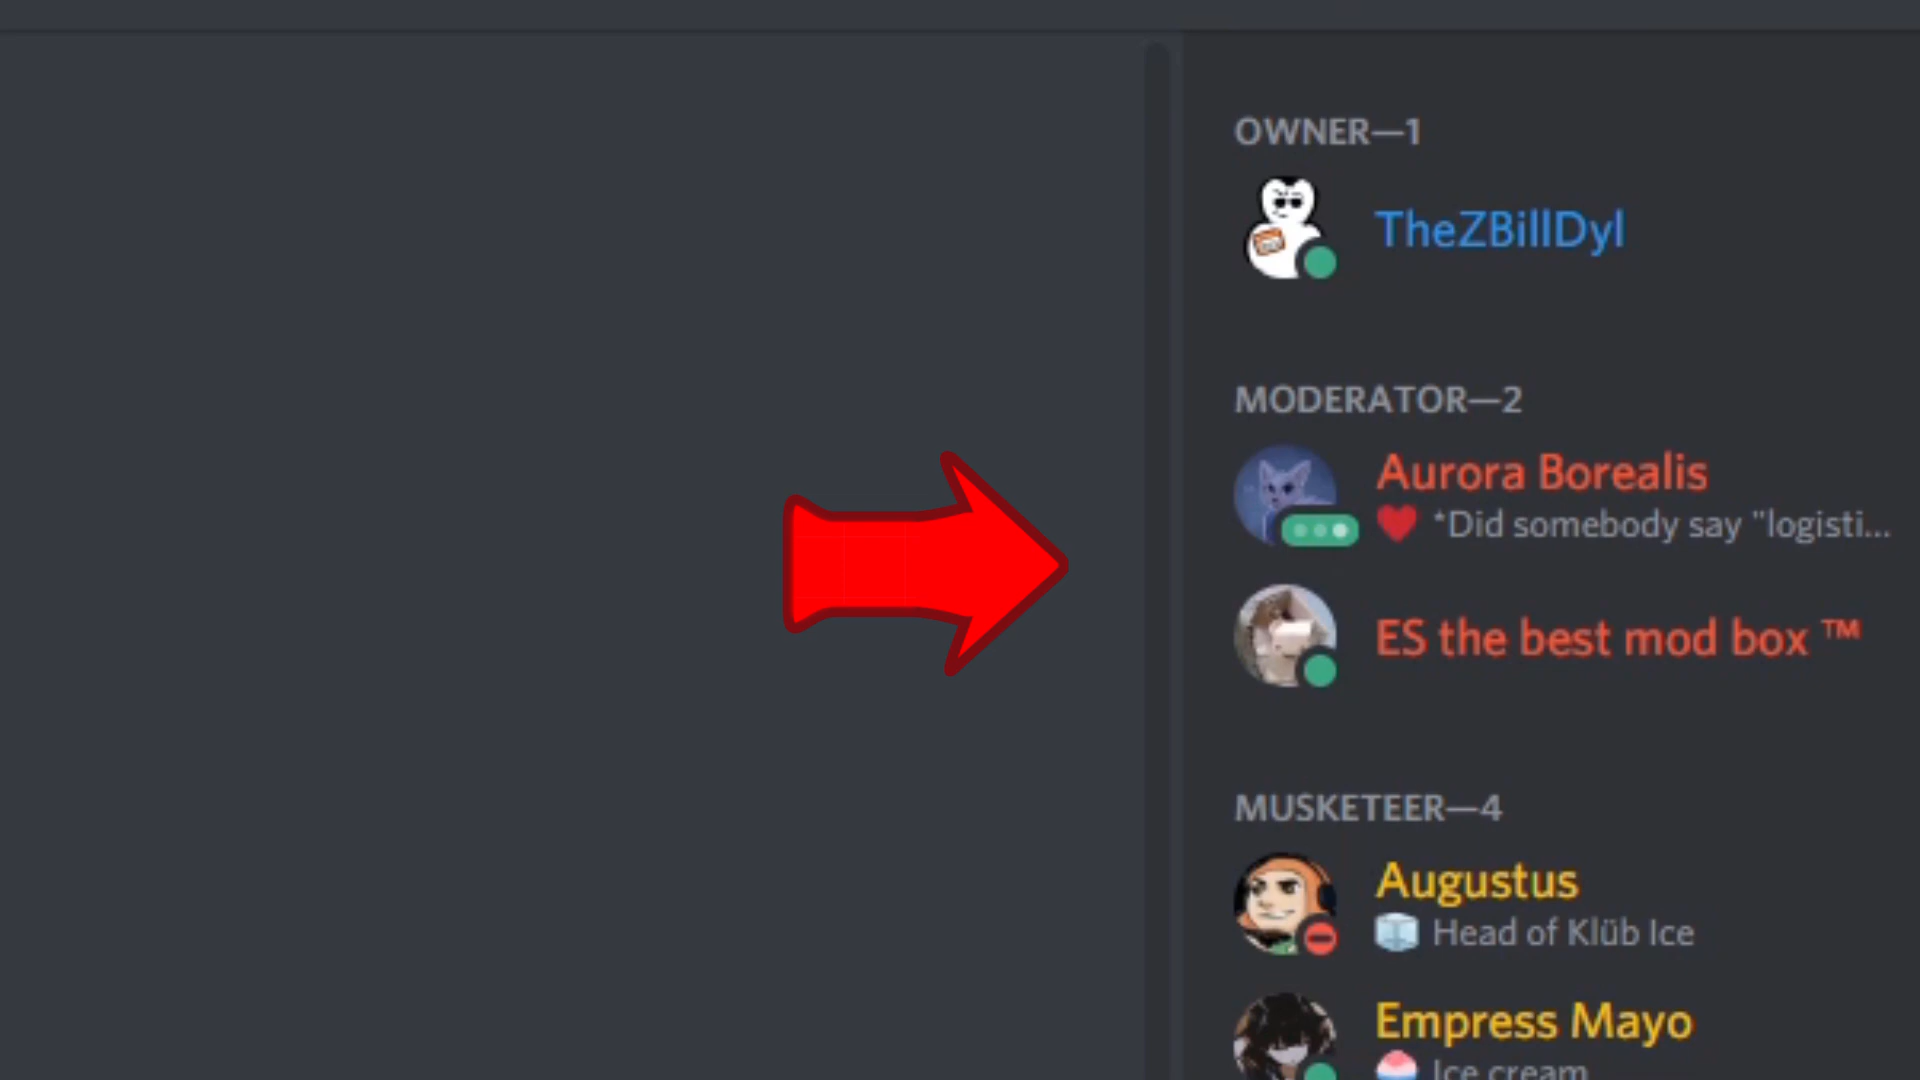 OWNER—1
TheZBillDyl
MODERATOR—2
Aurora Borealis
*Did somebody say "logisti...
ES the best mod box ™
MUSKETEER—4
Augustus
Head of Klüb Ice
Empress Mayo
Ice cream